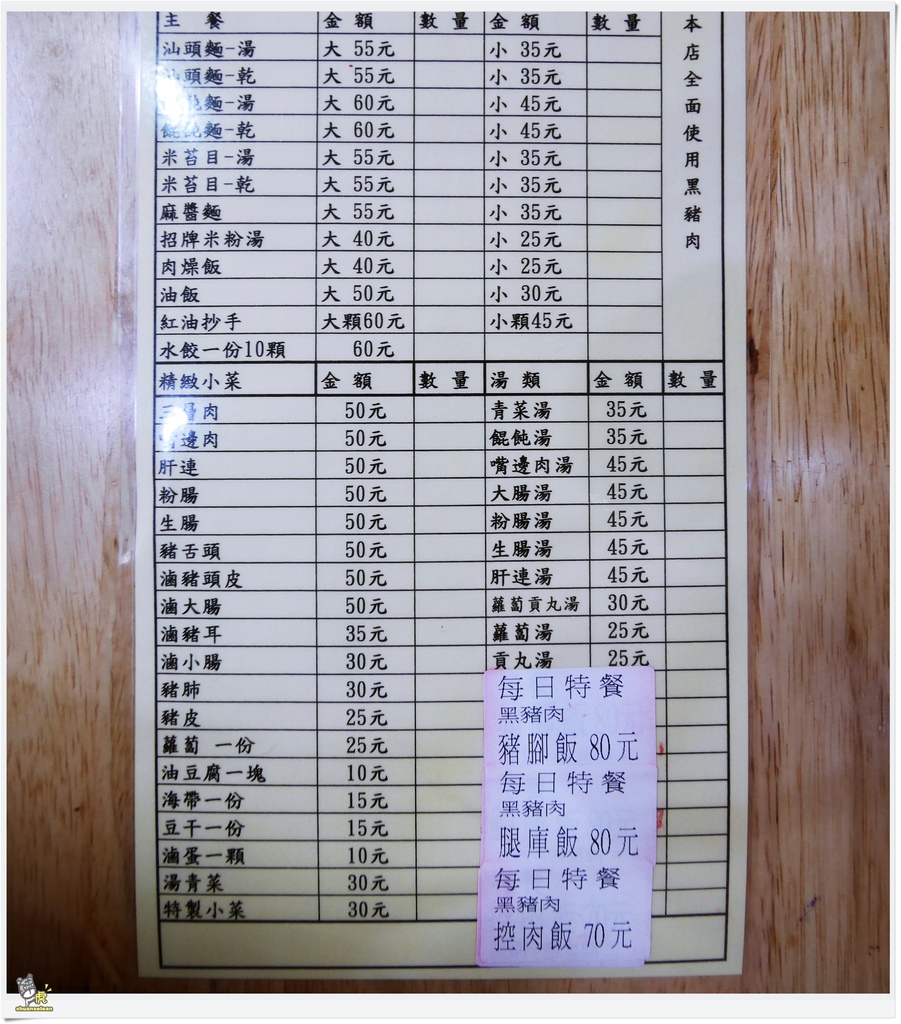 主 餐 金 額 數 量 金 額 數 量
汕頭麵-湯 大 55元 小 35元
汕頭麵-乾 大 55元 小 35元
麵-湯 大 60元 小 45元
餛飩麵-乾 大 60元 小 45元
米苔目-湯 大 55元 小 35元
米苔目-乾 大 55元 小 35元
麻醬麵 大 55元 小 35元
招牌米粉湯 大 40元 小 25元
肉燥飯 大 40元 小 25元
油飯 大 50元 小 30元
紅油抄手 大顆60元 小顆45元
水餃一份10顆 60元
本店全面使用黑豬肉
精緻小菜 金 額 數 量 湯 類 金 額 數 量
三層肉 50元 青菜湯 35元
嘴邊肉 50元 餛飩湯 35元
肝連 50元 嘴邊肉湯 45元
粉腸 50元 大腸湯 45元
生腸 50元 粉腸湯 45元
豬舌頭 50元 生腸湯 45元
滷豬頭皮 50元 肝連湯 45元
滷大腸 50元 蘿蔔貢丸湯 30元
滷豬耳 35元 蘿蔔湯 25元
滷小腸 30元 貢丸湯 25元
豬肺 30元
豬皮 25元
蘿蔔 一份 25元
油豆腐一塊 10元
海帶一份 15元
豆干一份 15元
滷蛋一顆 10元
湯青菜 30元
特製小菜 30元
每日特餐
黑豬肉
豬腳飯 80元
每日特餐
黑豬肉
腿庫飯 80元
每日特餐
黑豬肉
控肉飯 70元